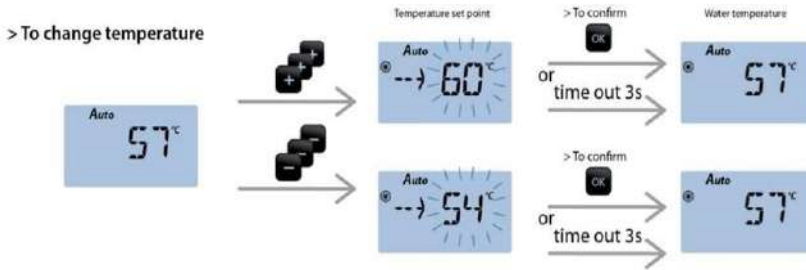 > To change temperature
Auto
57°C
+ + +
- - -
Temperature set point
Auto
--->60°C
> To confirm
OK
or
time out 3s
Water temperature
Auto
57°C
Auto
--->54°C
> To confirm
OK
or
time out 3s
Auto
57°C